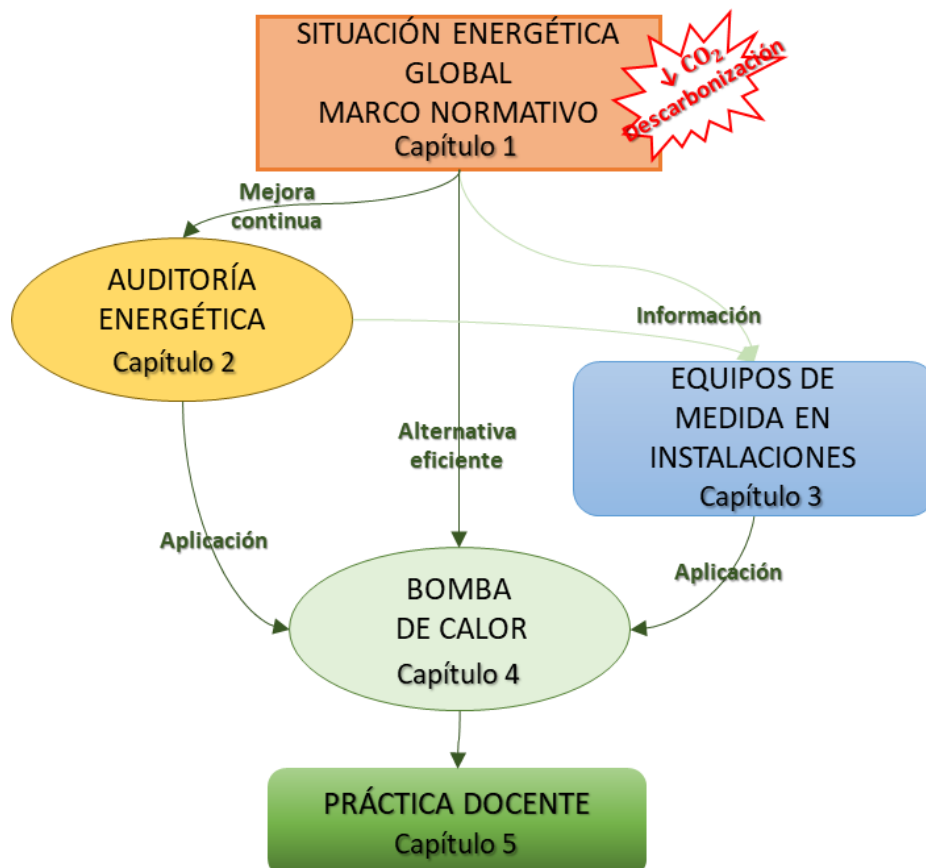 SITUACIÓN ENERGÉTICA
GLOBAL
MARCO NORMATIVO
Capítulo 1
↓ CO₂
Descarbonización
Mejora
continua
AUDITORÍA
ENERGÉTICA
Capítulo 2
Información
EQUIPOS DE
MEDIDA EN
INSTALACIONES
Capítulo 3
Alternativa
eficiente
Aplicación
Aplicación
BOMBA
DE CALOR
Capítulo 4
PRÁCTICA DOCENTE
Capítulo 5